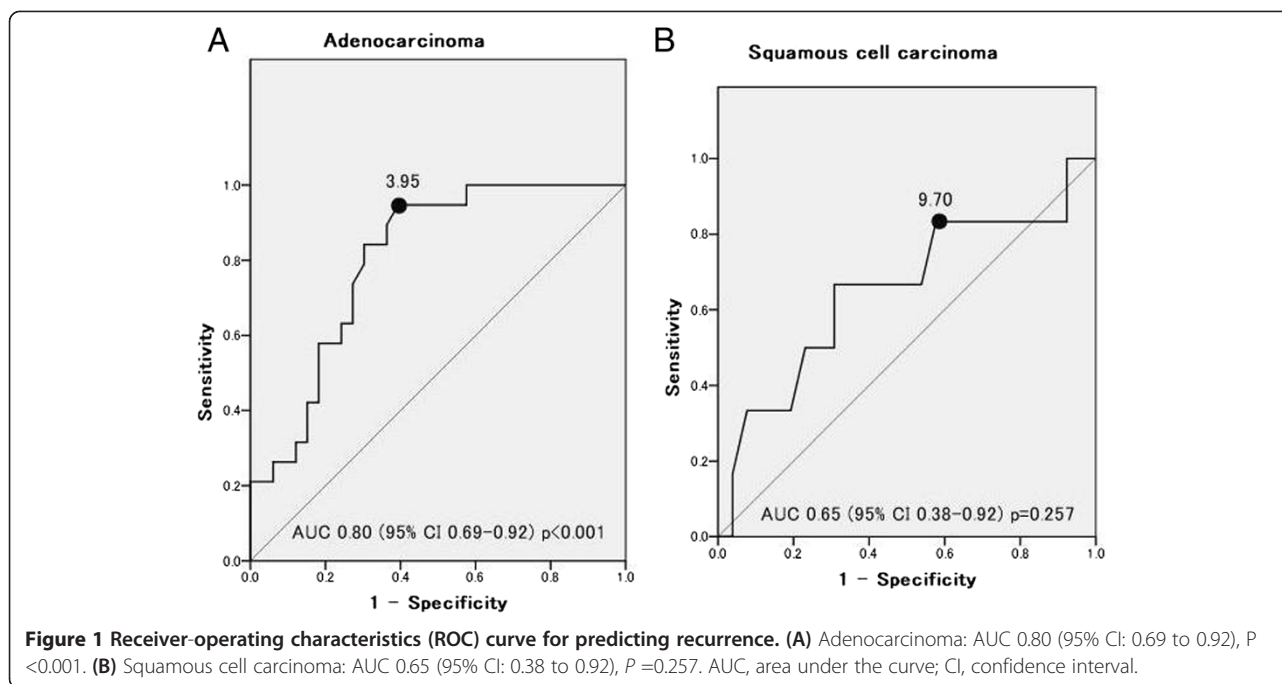 A
Adenocarcinoma
3.95
1.0
0.8
0.6
0.4
0.2
0.0
Sensitivity
AUC 0.80 (95% CI 0.69-0.92) p<0.001
0.0 0.2 0.4 0.6 0.8 1.0
1 - Specificity
B
Squamous cell carcinoma
9.70
1.0
0.8
0.6
0.4
0.2
0.0
Sensitivity
AUC 0.65 (95% CI 0.38-0.92) p=0.257
0.0 0.2 0.4 0.6 0.8 1.0
1 - Specificity
Figure 1 Receiver-operating characteristics (ROC) curve for predicting recurrence. (A) Adenocarcinoma: AUC 0.80 (95% CI: 0.69 to 0.92), P
<0.001. (B) Squamous cell carcinoma: AUC 0.65 (95% CI: 0.38 to 0.92), P =0.257. AUC, area under the curve; CI, confidence interval.